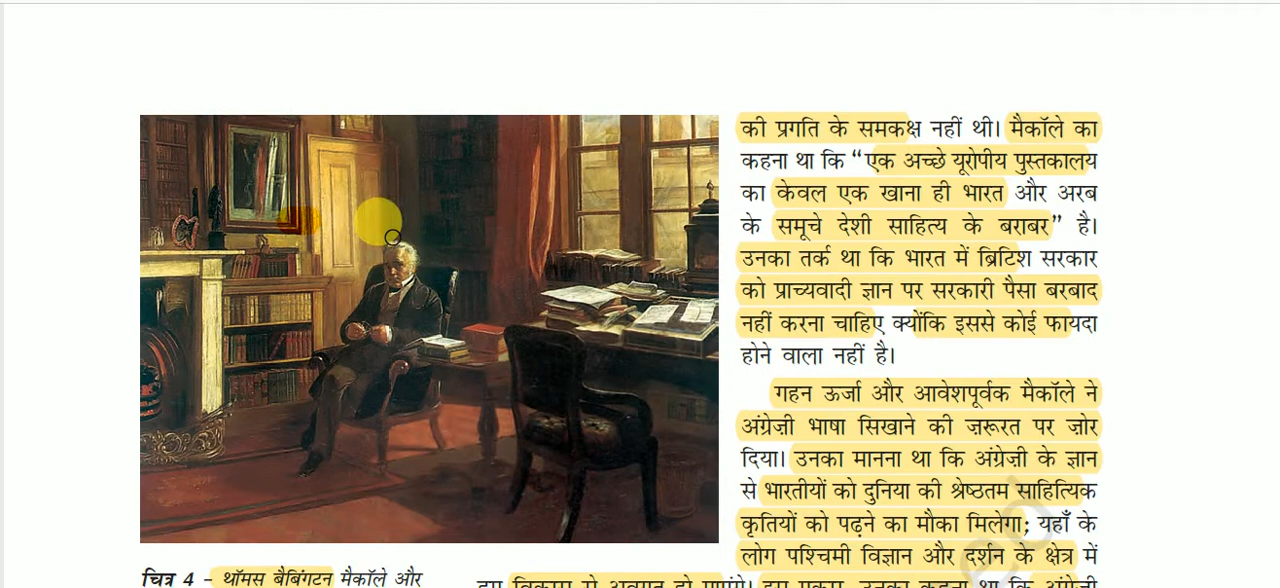 की प्रगति के समकक्ष नहीं थी। मैकॉले का
कहना था कि “एक अच्छे यूरोपीय पुस्तकालय
का केवल एक खाना ही भारत और अरब
के समूचे देशी साहित्य के बराबर” है।
उनका तर्क था कि भारत में ब्रिटिश सरकार
को प्राच्यवादी ज्ञान पर सरकारी पैसा बरबाद
नहीं करना चाहिए क्योंकि इससे कोई फायदा
होने वाला नहीं है।
गहन ऊर्जा और आवेशपूर्वक मैकॉले ने
अंग्रेज़ी भाषा सिखाने की ज़रूरत पर ज़ोर
दिया। उनका मानना था कि अंग्रेज़ी के ज्ञान
से भारतीयों को दुनिया की श्रेष्ठतम साहित्यिक
कृतियों को पढ़ने का मौका मिलेगा; यहाँ के
लोग पश्चिमी विज्ञान और दर्शन के क्षेत्र में
चित्र 4 – थॉमस बैबिंगटन मैकॉले और